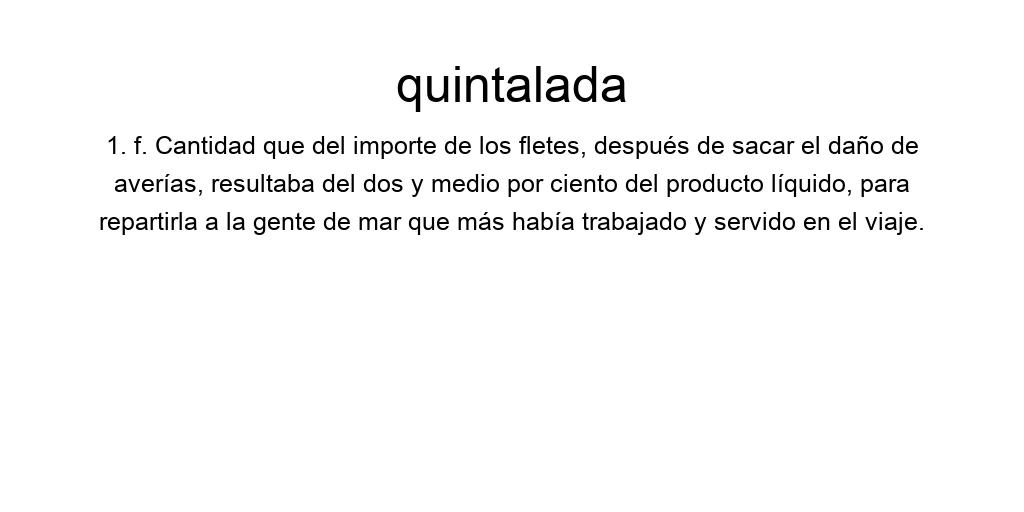 quintalada
1. f. Cantidad que del importe de los fletes, después de sacar el daño de
averías, resultaba del dos y medio por ciento del producto líquido, para
repartirla a la gente de mar que más había trabajado y servido en el viaje.